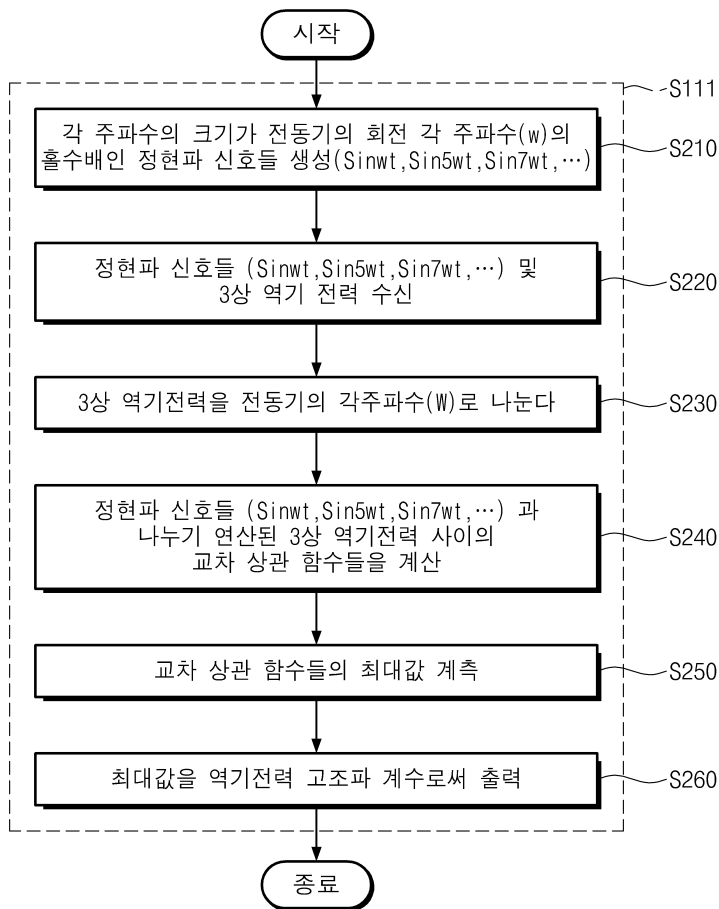 시작
S111
각 주파수의 크기가 전동기의 회전 각 주파수(w)의
홀수배인 정현파 신호들 생성(Sinwt,Sin5wt,Sin7wt,…)
S210
정현파 신호들 (Sinwt,Sin5wt,Sin7wt,…) 및
3상 역기 전력 수신
S220
3상 역기전력을 전동기의 각주파수(W)로 나눈다
S230
정현파 신호들 (Sinwt,Sin5wt,Sin7wt,…) 과
나누기 연산된 3상 역기전력 사이의
교차 상관 함수들을 계산
S240
교차 상관 함수들의 최대값 계측
S250
최대값을 역기전력 고조파 계수로써 출력
S260
종료